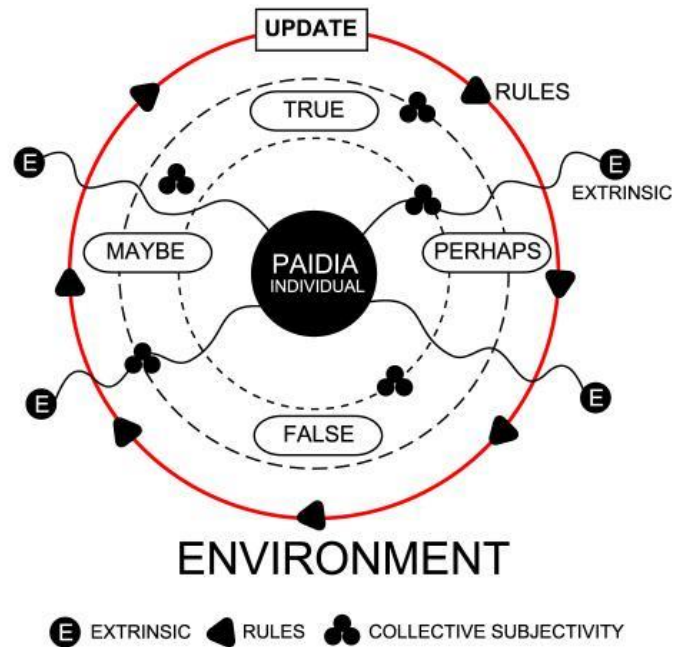 UPDATE
RULES
TRUE
E
E
EXTRINSIC
MAYBE
PERHAPS
PAIDIA
INDIVIDUAL
E
E
FALSE
ENVIRONMENT
E EXTRINSIC RULES COLLECTIVE SUBJECTIVITY